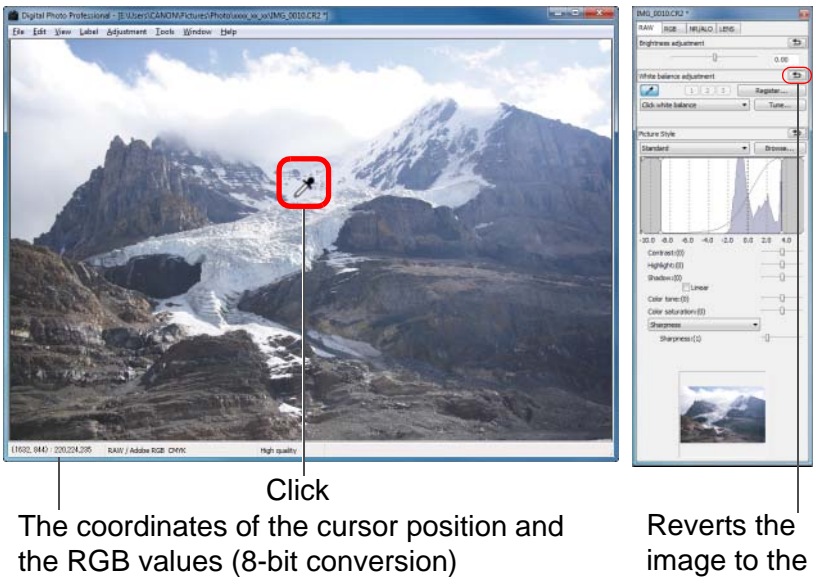 Digital Photo Professional - [E:\Users\CANON\Pictures\Photo\xxxx_xx_xx\IMG_0010.CR2 *]
File Edit View Label Adjustment Tools Window Help
(1632, 844) : 220,224,235 RAW / Adobe RGB CMYK High quality
IMG_0010.CR2 *
RAW RGB NR/ALO LENS
Brightness adjustment
0.00
White balance adjustment
1 2 3 Register...
Click white balance Tune...
Picture Style
Standard Browse...
-10.0 -8.0 -6.0 -4.0 -2.0 0.0 2.0 4.0
Contrast:(0)
Highlight:(0)
Shadow:(0)
Linear
Color tone:(0)
Color saturation:(0)
Sharpness
Sharpness:(1)
Click
The coordinates of the cursor position and
the RGB values (8-bit conversion)
Reverts the
image to the